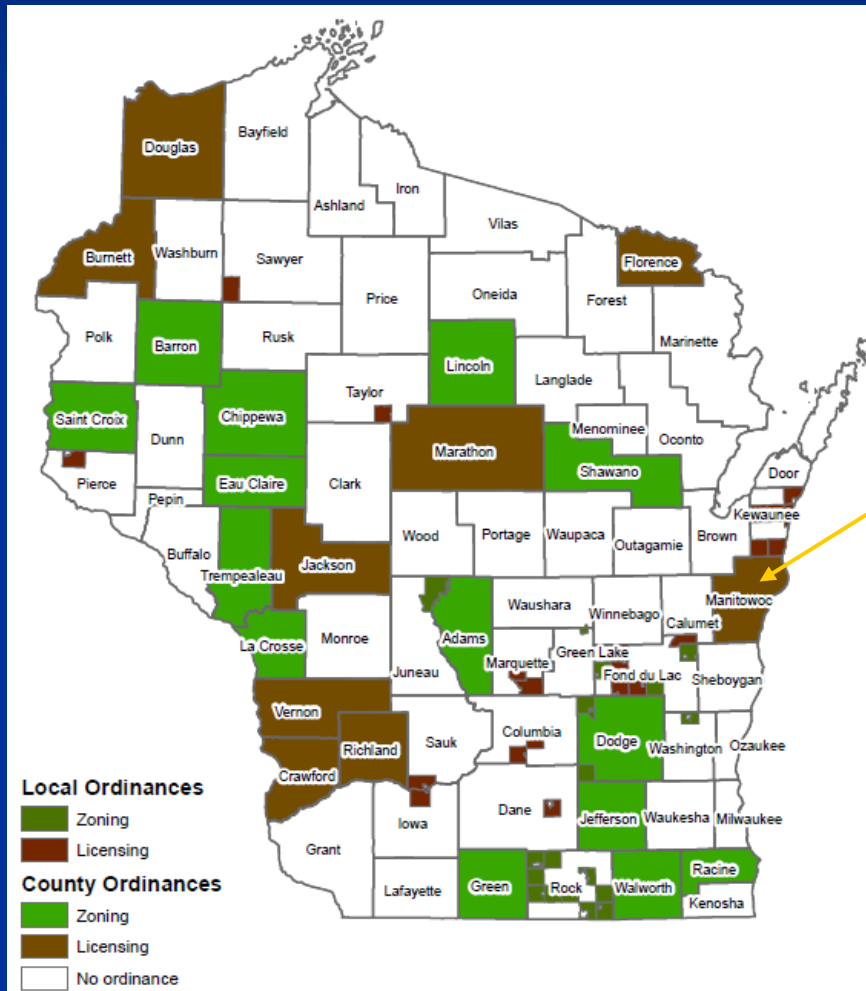 Bayfield
Douglas
Iron
Ashland
Vilas
Washburn
Sawyer
Burnett
Florence
Oneida
Price
Forest
Polk
Rusk
Barron
Marinette
Lincoln
Langlade
Taylor
Saint Croix
Chippewa
Menominee
Dunn
Marathon
Oconto
Shawano
Door
Pierce
Eau Claire
Clark
Pepin
Kewaunee
Wood
Portage
Waupaca
Brown
Outagamie
Buffalo
Jackson
Trempealeau
Manitowoc
Waushara
Winnebago
Calumet
La Crosse
Monroe
Adams
Green Lake
Marquette
Juneau
Fond du Lac
Sheboygan
Vernon
Columbia
Sauk
Richland
Dodge
Washington
Ozaukee
Crawford
Local Ordinances
Zoning
Licensing
Dane
Iowa
Jefferson
Waukesha
Milwaukee
Grant
County Ordinances
Racine
Lafayette
Green
Rock
Walworth
Kenosha
Zoning
Licensing
No ordinance